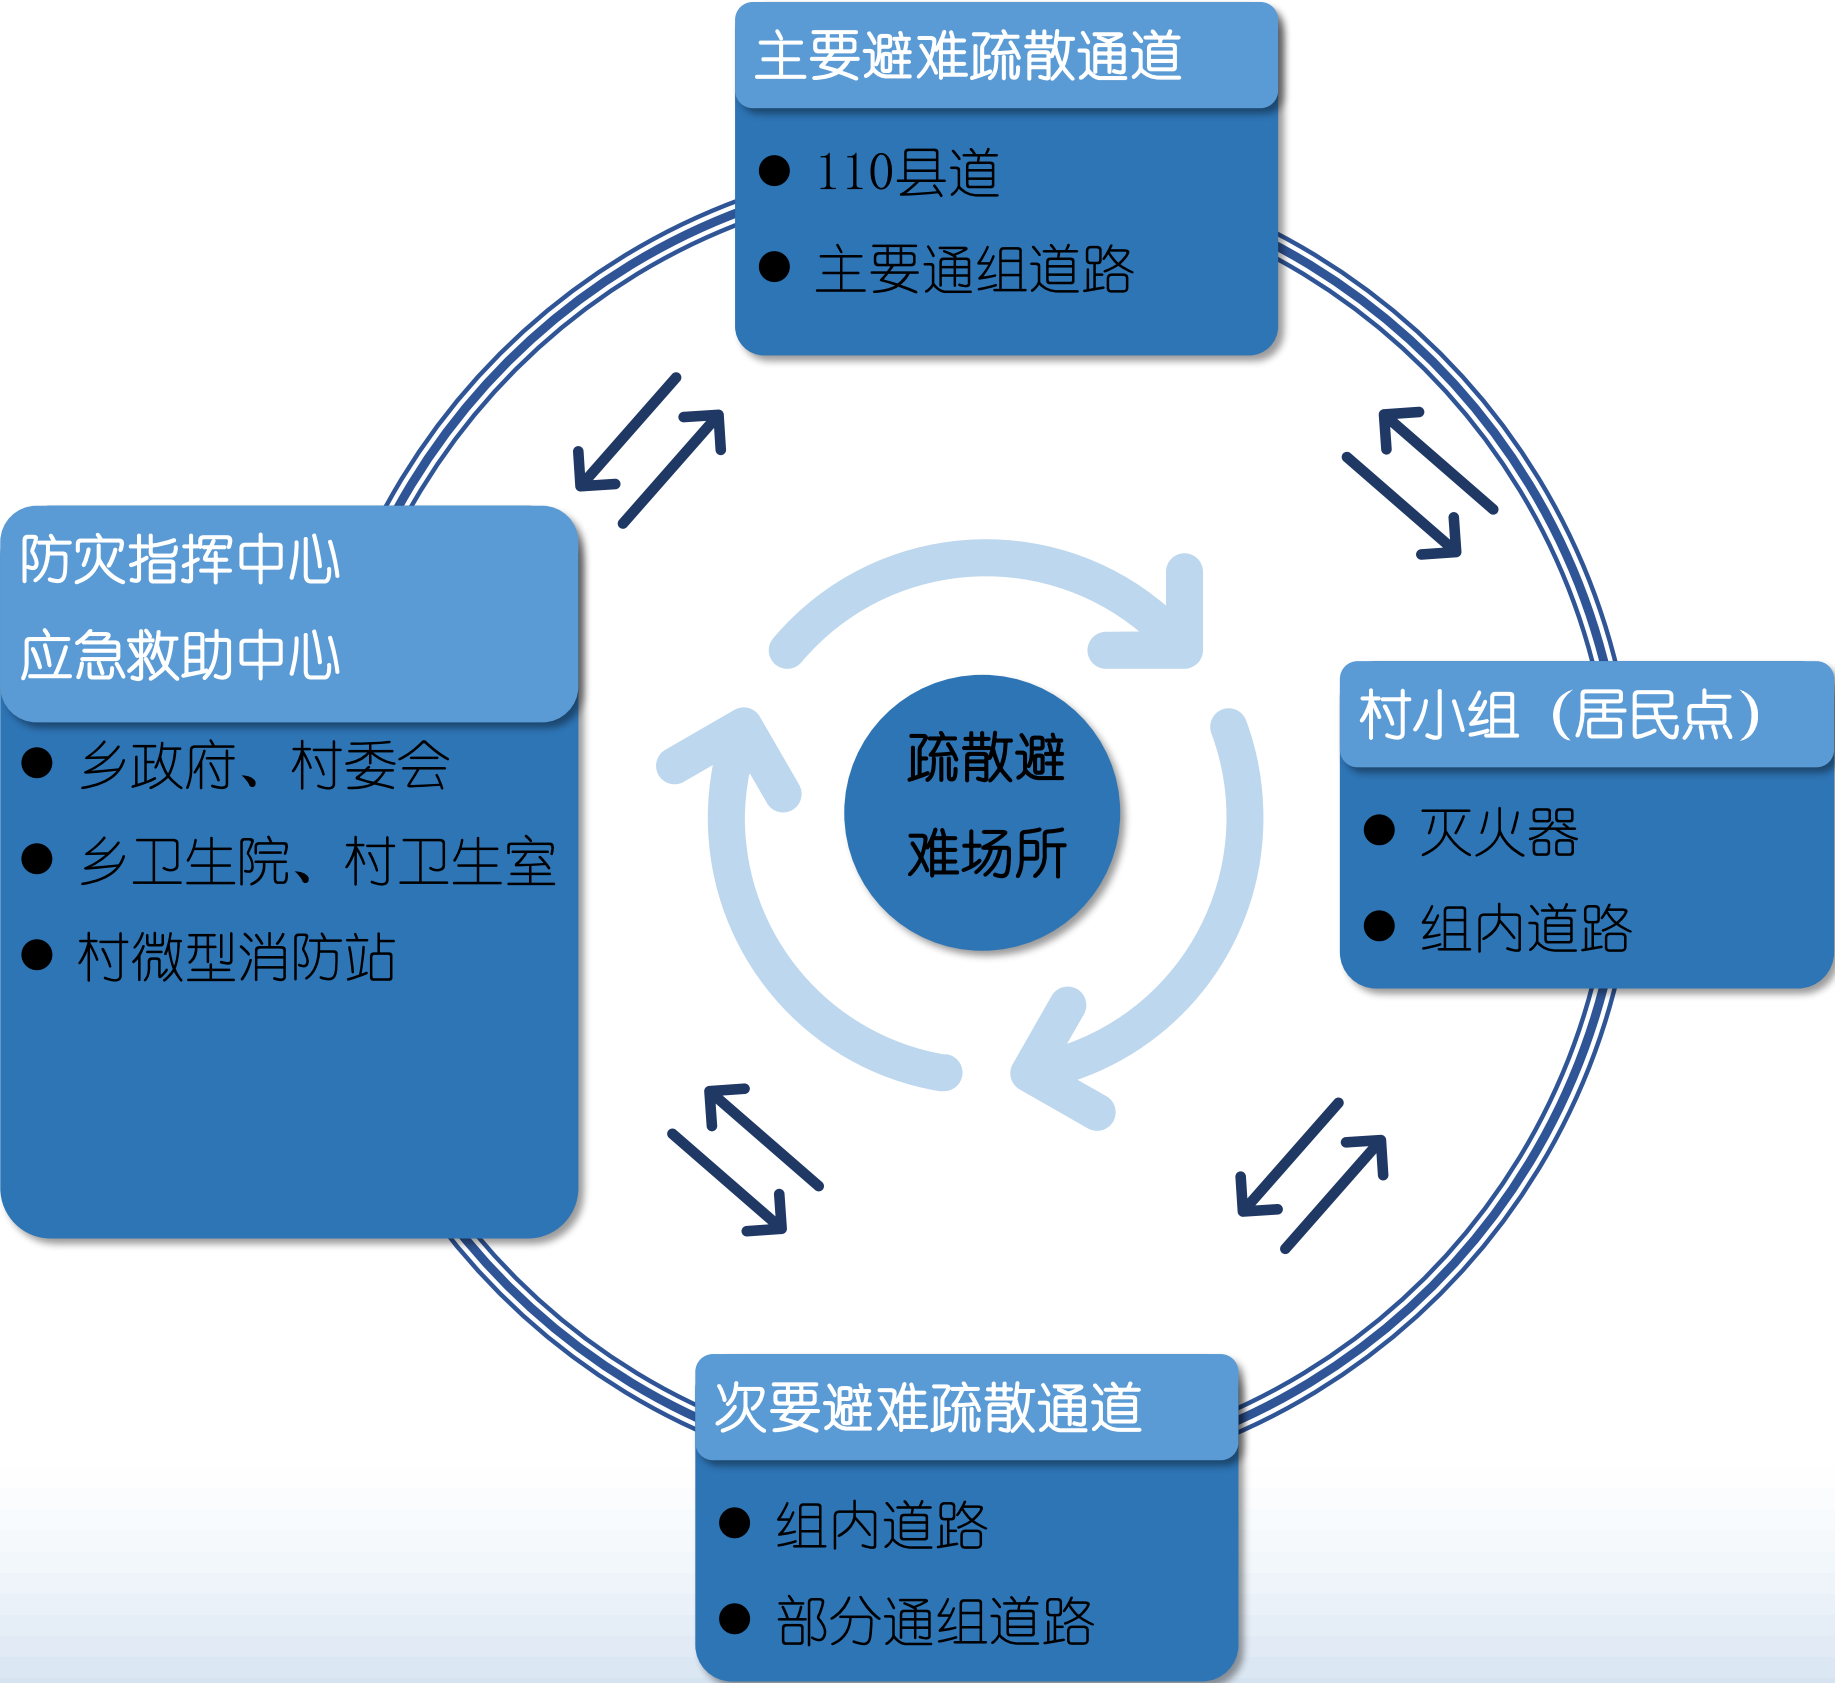 主要避难疏散通道
● 110县道
● 主要通组道路
防灾指挥中心
应急救助中心
● 乡政府、村委会
● 乡卫生院、村卫生室
● 村微型消防站
疏散避
难场所
村小组（居民点）
● 灭火器
● 组内道路
次要避难疏散通道
● 组内道路
● 部分通组道路